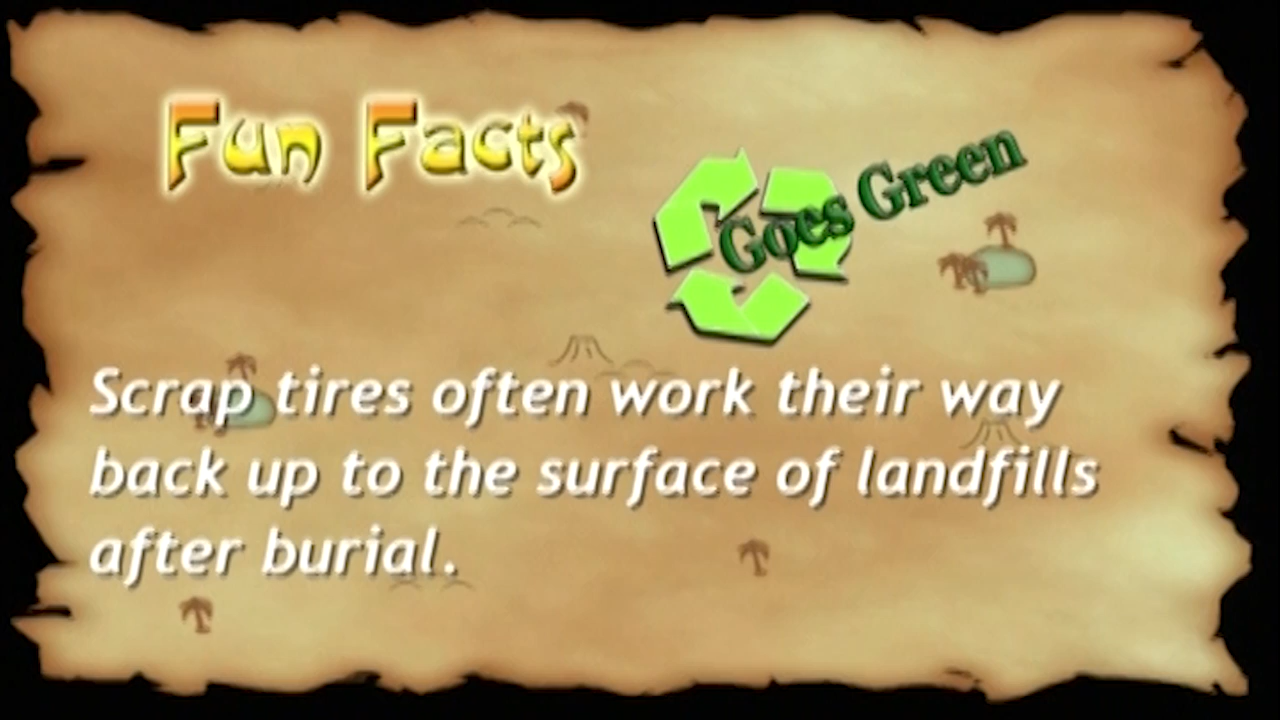 Fun Facts
Goes Green
Scrap tires often work their way
back up to the surface of landfills
after burial.